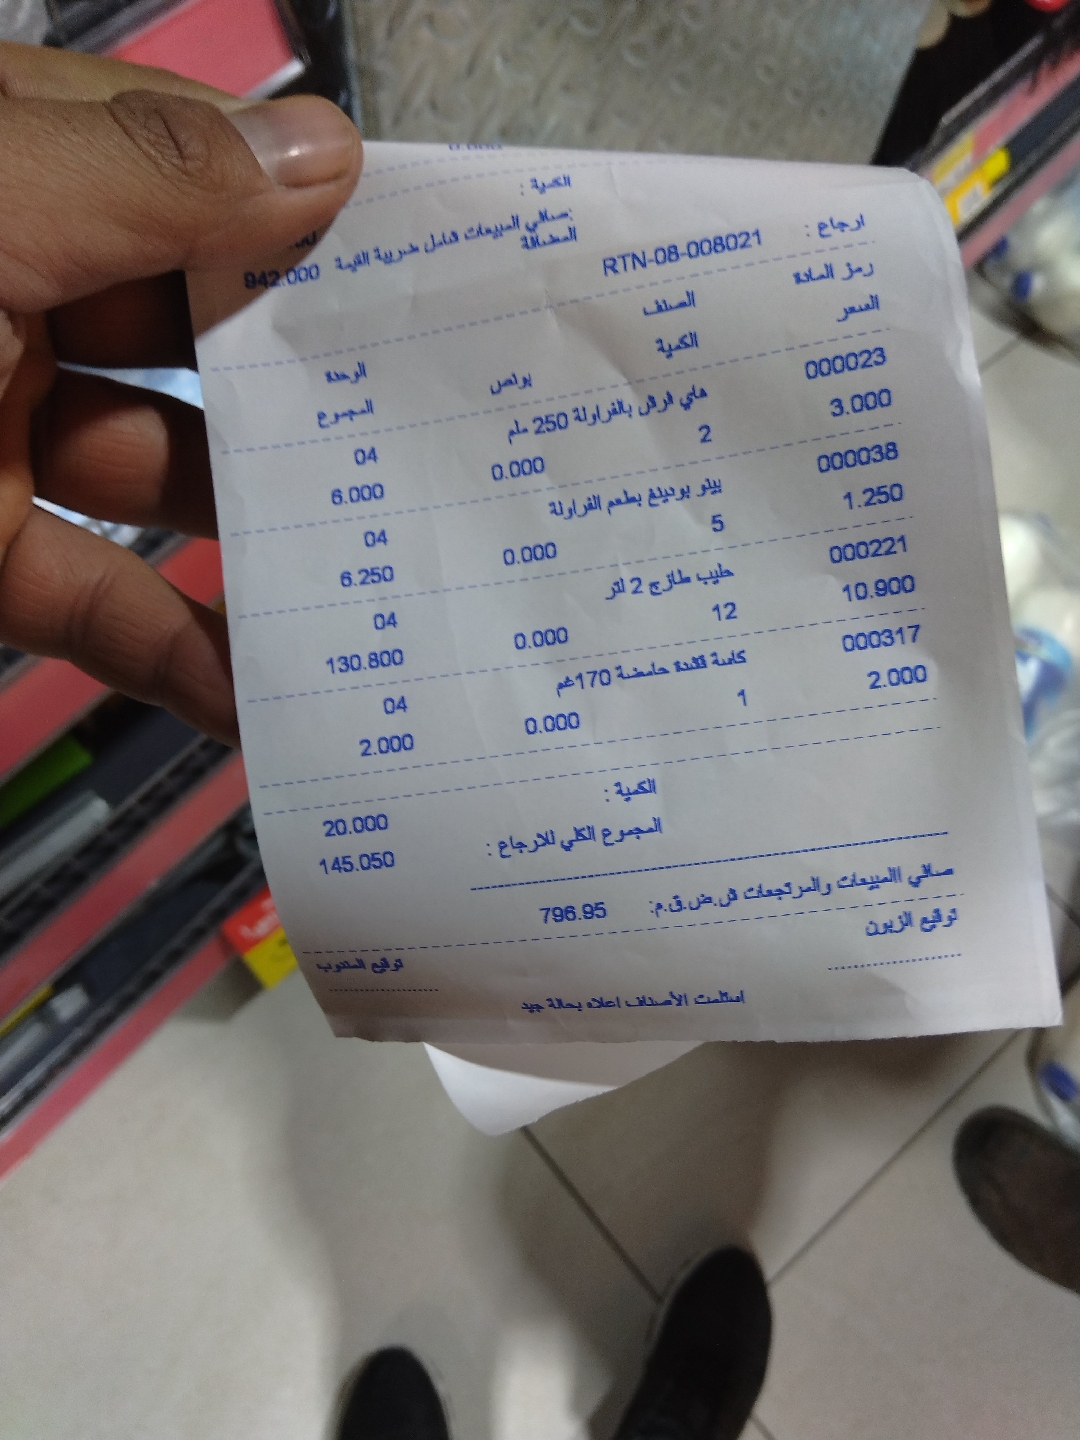 الكمية :
صافي المبيعات شامل ضريبة القيمة المضافة: 942.000
ارجاع : RTN-08-008021
رمز المادة الصنف الوحدة
السعر الكمية بونص المجموع
000023 هاي فرش بالفراولة 250 ملم 04
3.000 2 0.000 6.000
000038 بينو بودينغ بطعم الفراولة 04
1.250 5 0.000 6.250
000221 حليب طازج 2 لتر 04
10.900 12 0.000 130.800
000317 كاسة قشدة حامضة 170غم 04
2.000 1 0.000 2.000
الكمية : 20.000
المجموع الكلي للارجاع : 145.050
صافي االمبيعات والمرتجعات ش.ض.ق.م: 796.95
توقيع الزبون توقيع المندوب
استلمت الأصناف اعلاه بحالة جيد